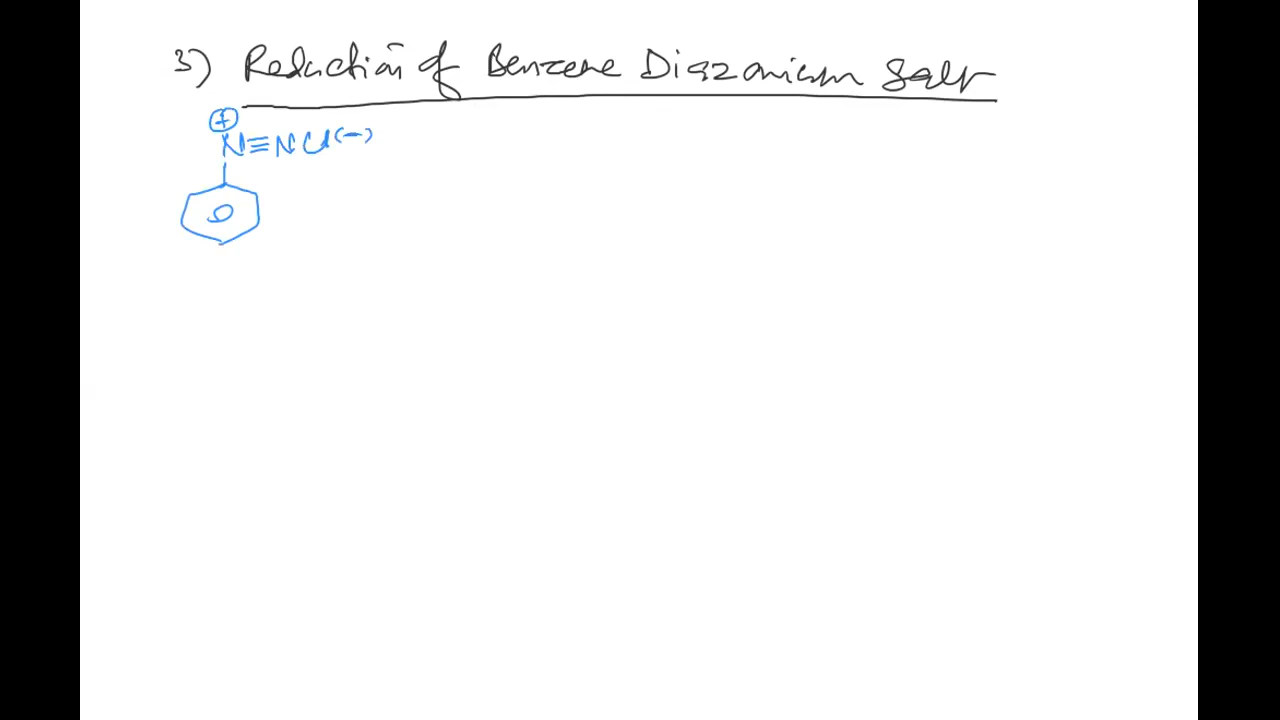 3) Reduction of Benzene Diazonium Salt
⊕
N≡NCl(-)